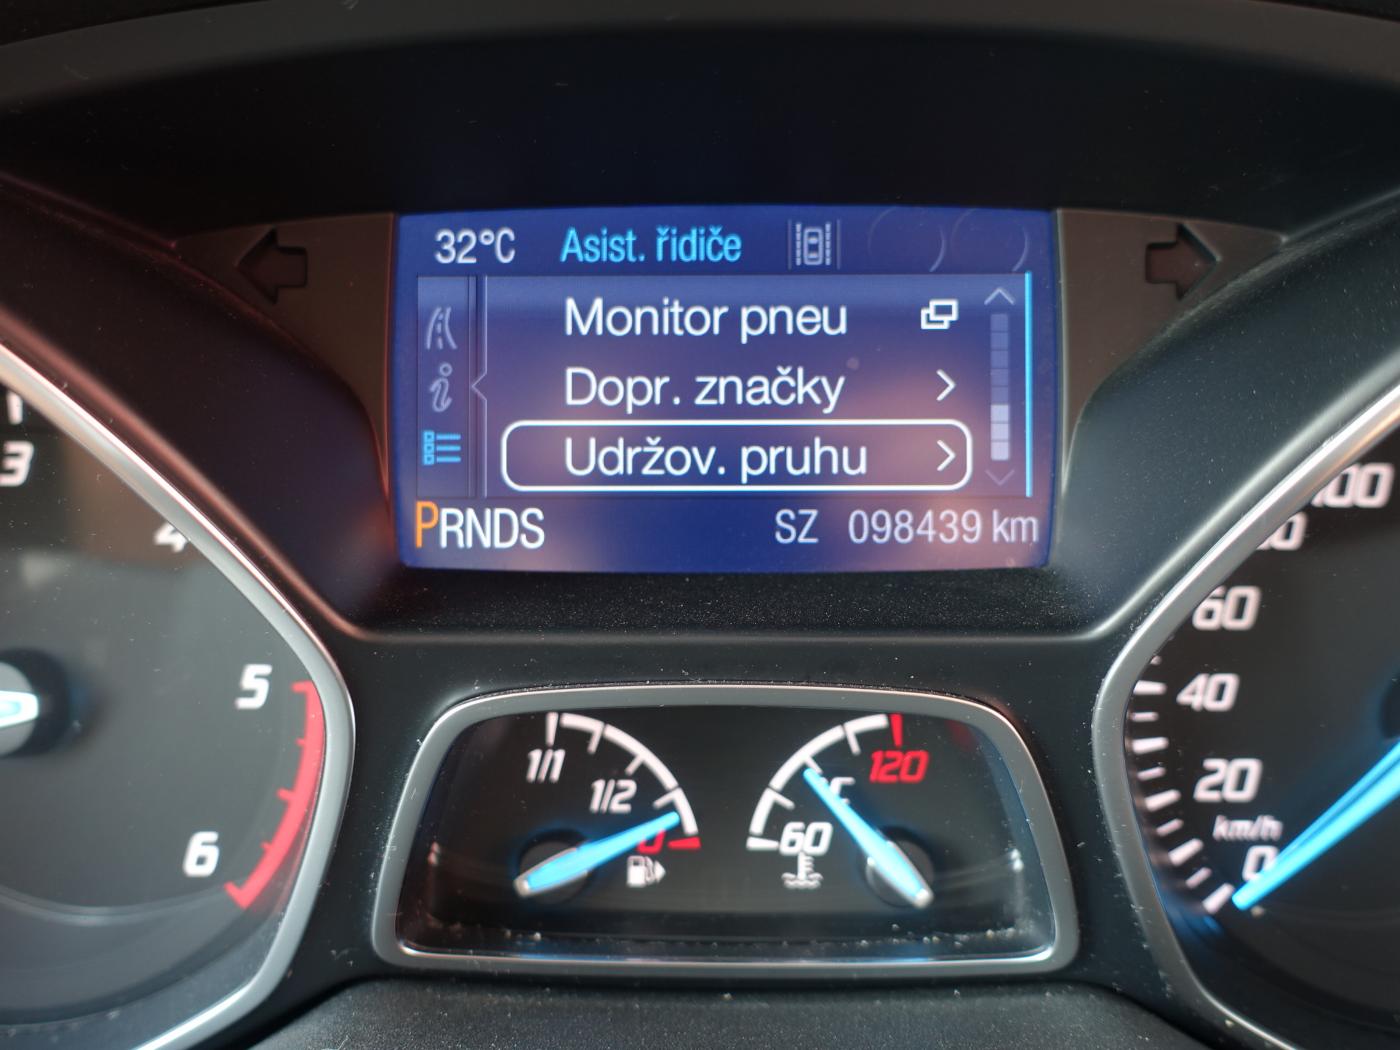 32°C Asist. řidiče
Monitor pneu
Dopr. značky
Udržov. pruhu
PRNDS SZ 098439 km
3
4
5
6
1/1
1/2
0
120
°C
60
100
60
40
20
km/h
0